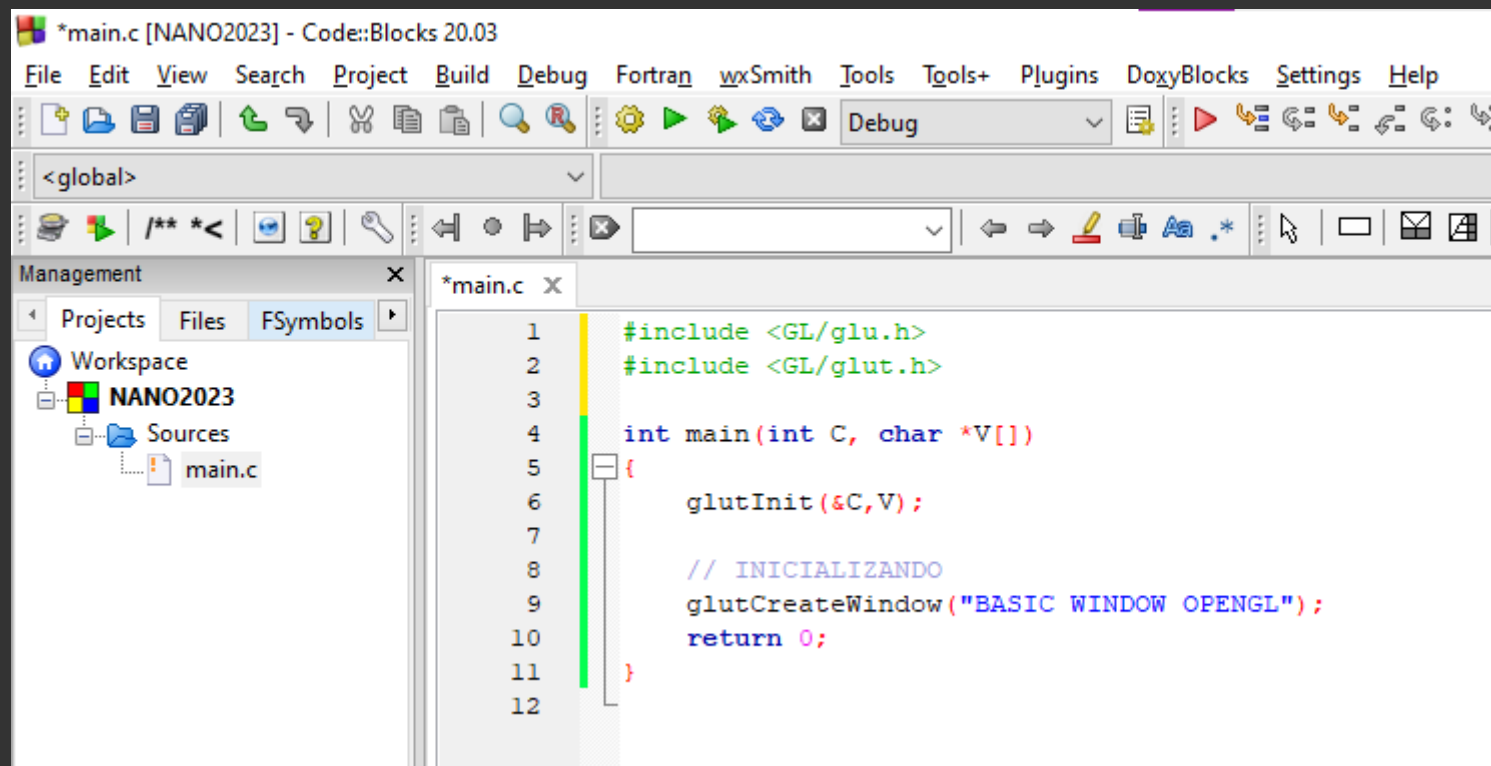 *main.c [NANO2023] - Code::Blocks 20.03
File Edit View Search Project Build Debug Fortran wxSmith Tools Tools+ Plugins DoxyBlocks Settings Help
Debug
<global>
/** *<
Management
*main.c
Projects Files FSymbols
Workspace
NANO2023
Sources
main.c
1 #include <GL/glu.h>
2 #include <GL/glut.h>
3
4 int main(int C, char *V[])
5 {
6 glutInit(&C,V);
7
8 // INICIALIZANDO
9 glutCreateWindow("BASIC WINDOW OPENGL");
10 return 0;
11 }
12